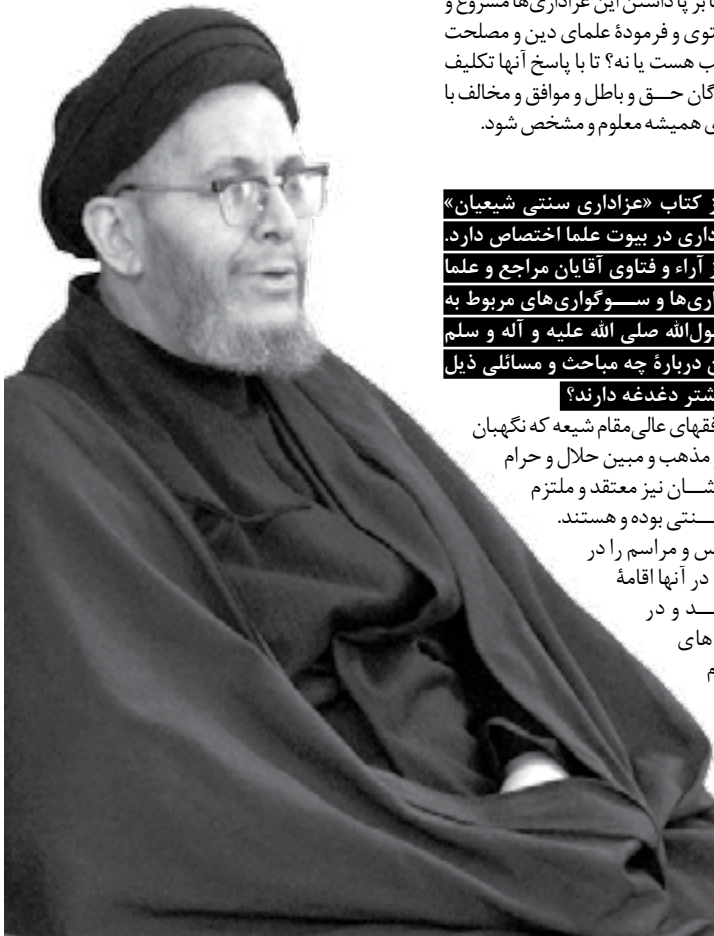 بر پا داشتن این عزاداری‌ها مشروع و
توی و فرمودهٔ علمای دین و مصلحت
ب هست یا نه؟ تا با پاسخ آنها تکلیف
گان حــق و باطل و موافق و مخالف با
ی همیشه معلوم و مشخص شود.
ز کتاب «عزاداری سنتی شیعیان»
داری در بیوت علما اختصاص دارد.
ز آراء و فتاوی آقایان مراجع و علما
اری‌ها و ســـوگواری‌های مربوط به
ول‌الله صلی الله علیه و آله و سلم
ن دربارهٔ چه مباحث و مسائلی ذیل
شتر دغدغه دارند؟
فقهای عالی‌مقام شیعه که نگهبان
مذهب و مبین حلال و حرام
شــان نیز معتقد و ملتزم
ــنتی بوده و هستند.
س و مراسم را در
در آنها اقامهٔ
ــد و در
های
م